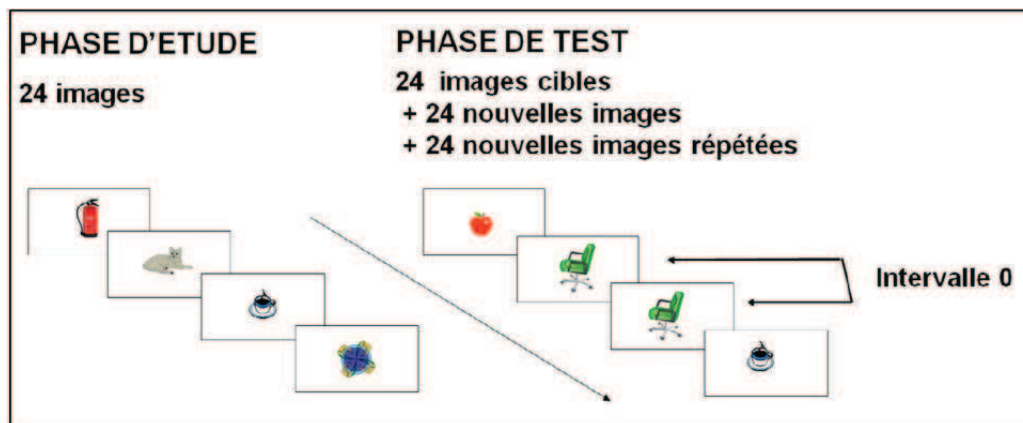 PHASE D'ETUDE
24 images
PHASE DE TEST
24 images cibles
+ 24 nouvelles images
+ 24 nouvelles images répétées
Intervalle 0